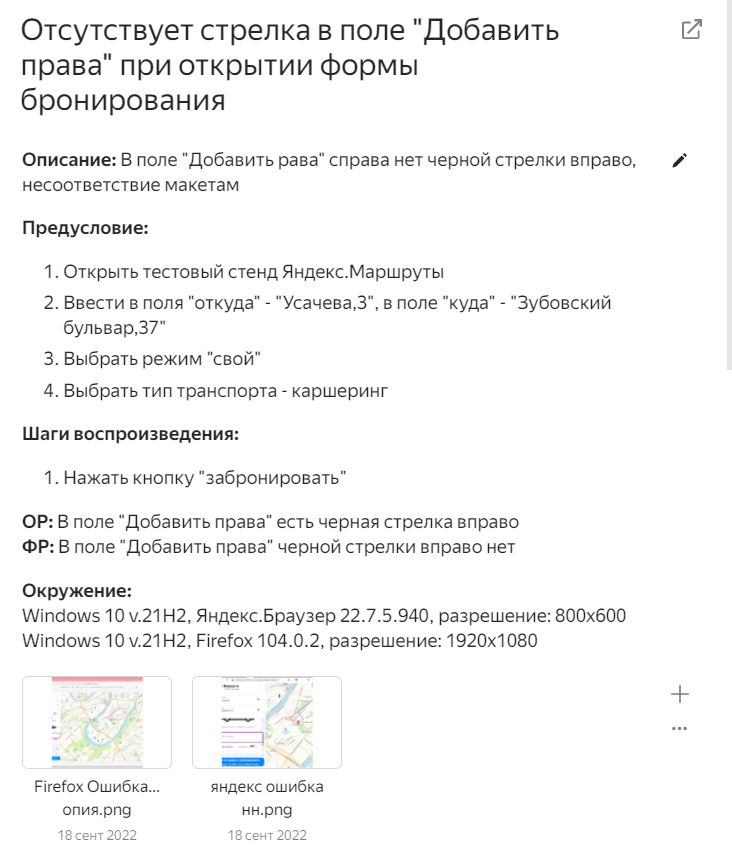 Отсутствует стрелка в поле "Добавить
права" при открытии формы
бронирования
Описание: В поле "Добавить рава" справа нет черной стрелки вправо,
несоответствие макетам
Предусловие:
1. Открыть тестовый стенд Яндекс.Маршруты
2. Ввести в поля "откуда" - "Усачева,3", в поле "куда" - "Зубовский
бульвар,37"
3. Выбрать режим "свой"
4. Выбрать тип транспорта - каршеринг
Шаги воспроизведения:
1. Нажать кнопку "забронировать"
ОР: В поле "Добавить права" есть черная стрелка вправо
ФР: В поле "Добавить права" черной стрелки вправо нет
Окружение:
Windows 10 v.21H2, Яндекс.Браузер 22.7.5.940, разрешение: 800x600
Windows 10 v.21H2, Firefox 104.0.2, разрешение: 1920x1080
Firefox Ошибка...
опия.png
18 сент 2022
яндекс ошибка
нн.png
18 сент 2022